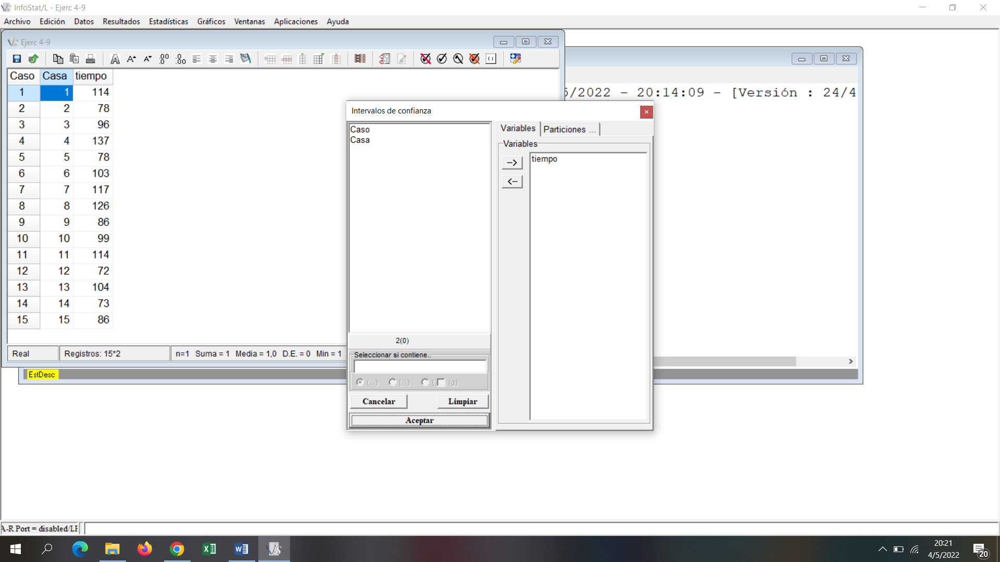 InfoStat/L - Ejerc 4-9
Archivo Edición Datos Resultados Estadísticas Gráficos Ventanas Aplicaciones Ayuda
Ejerc 4-9
Caso Casa tiempo
1 1 114
2 2 78
3 3 96
4 4 137
5 5 78
6 6 103
7 7 117
8 8 126
9 9 86
10 10 99
11 11 114
12 12 72
13 13 104
14 14 73
15 15 86
Real Registros: 15*2 n=1 Suma = 1 Media = 1,0 D.E. = 0 Min = 1
EstDesc
5/2022 - 20:14:09 - [Versión : 24/4
Intervalos de confianza
Caso
Casa
2(0)
Seleccionar si contiene..
(...) [...) (. {g}
Cancelar Limpiar
Aceptar
Variables Particiones ...
Variables
-->
<--
tiempo
A-R Port = disabled/LF
20:21
4/5/2022
20